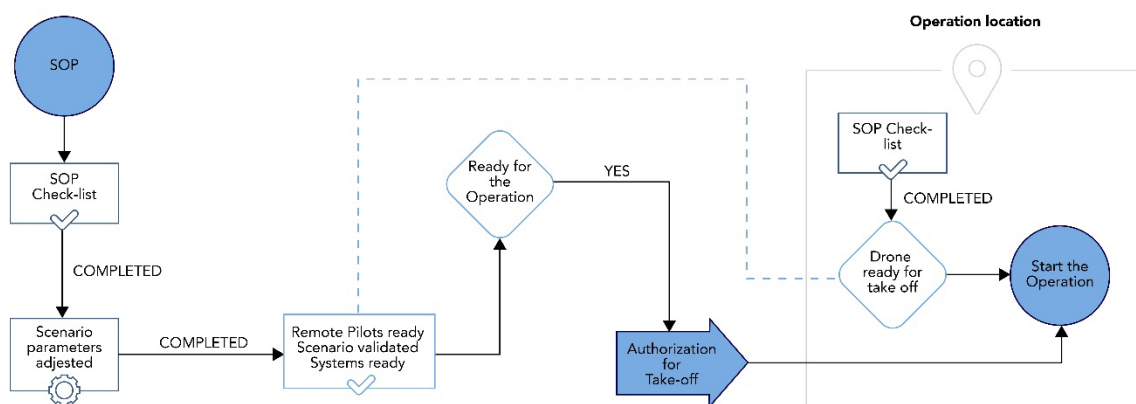 Operation location
SOP
SOP
Check-list
COMPLETED
Scenario
parameters
adjested
COMPLETED
Remote Pilots ready
Scenario validated
Systems ready
Ready for
the
Operation
YES
Authorization
for
Take-off
SOP Check-
list
COMPLETED
Drone
ready for
take off
Start the
Operation